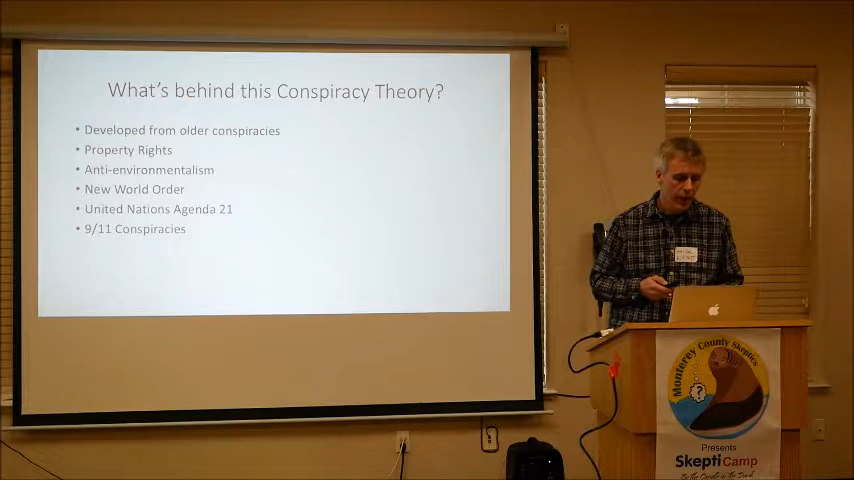 What's behind this Conspiracy Theory?
• Developed from older conspiracies
• Property Rights
• Anti-environmentalism
• New World Order
• United Nations Agenda 21
• 9/11 Conspiracies
Monterey County Skeptics
?
Presents
SkeptiCamp